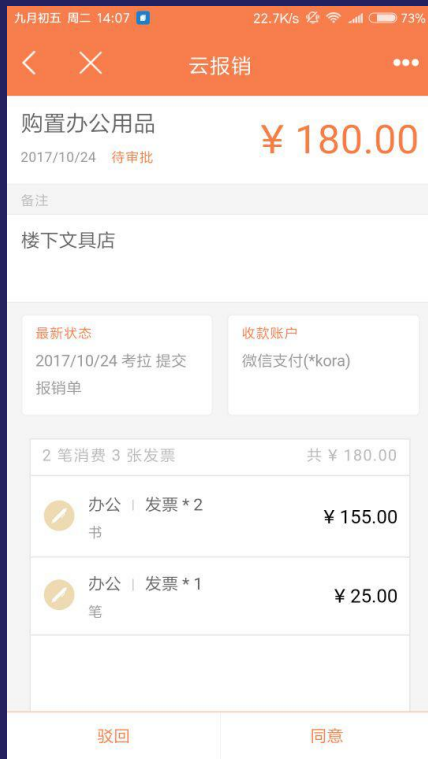 九月初五 周二 14:07 22.7K/s 73%
云报销
购置办公用品
¥ 180.00
2017/10/24 待审批
备注
楼下文具店
最新状态
2017/10/24 考拉 提交
报销单
收款账户
微信支付(*kora)
2 笔消费 3 张发票 共 ¥ 180.00
办公 | 发票 * 2
书
¥ 155.00
办公 | 发票 * 1
笔
¥ 25.00
驳回 同意